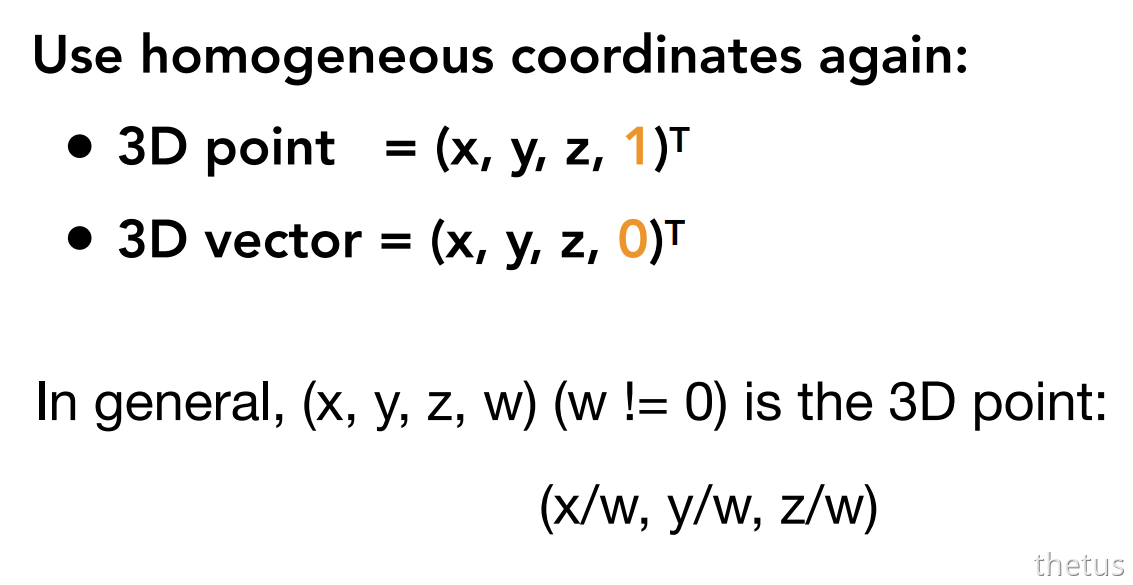 Use homogeneous coordinates again:
• 3D point = (x, y, z, 1)ᵀ
• 3D vector = (x, y, z, 0)ᵀ
In general, (x, y, z, w) (w != 0) is the 3D point:
(x/w, y/w, z/w)
thetus